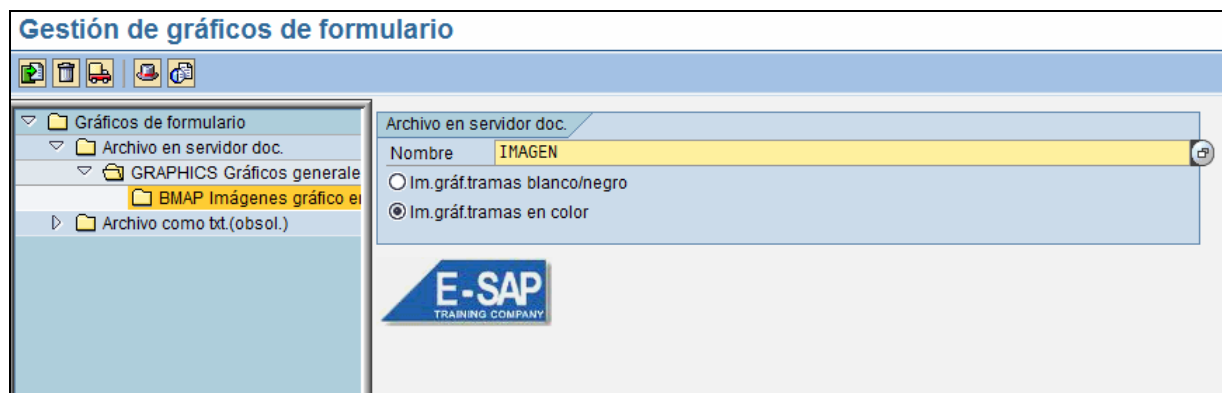 Gestión de gráficos de formulario
Gráficos de formulario
Archivo en servidor doc.
GRAPHICS Gráficos generale
BMAP Imágenes gráfico en
Archivo como txt.(obsol.)
Archivo en servidor doc.
Nombre IMAGEN
Im.gráf.tramas blanco/negro
Im.gráf.tramas en color
E-SAP
TRAINING COMPANY